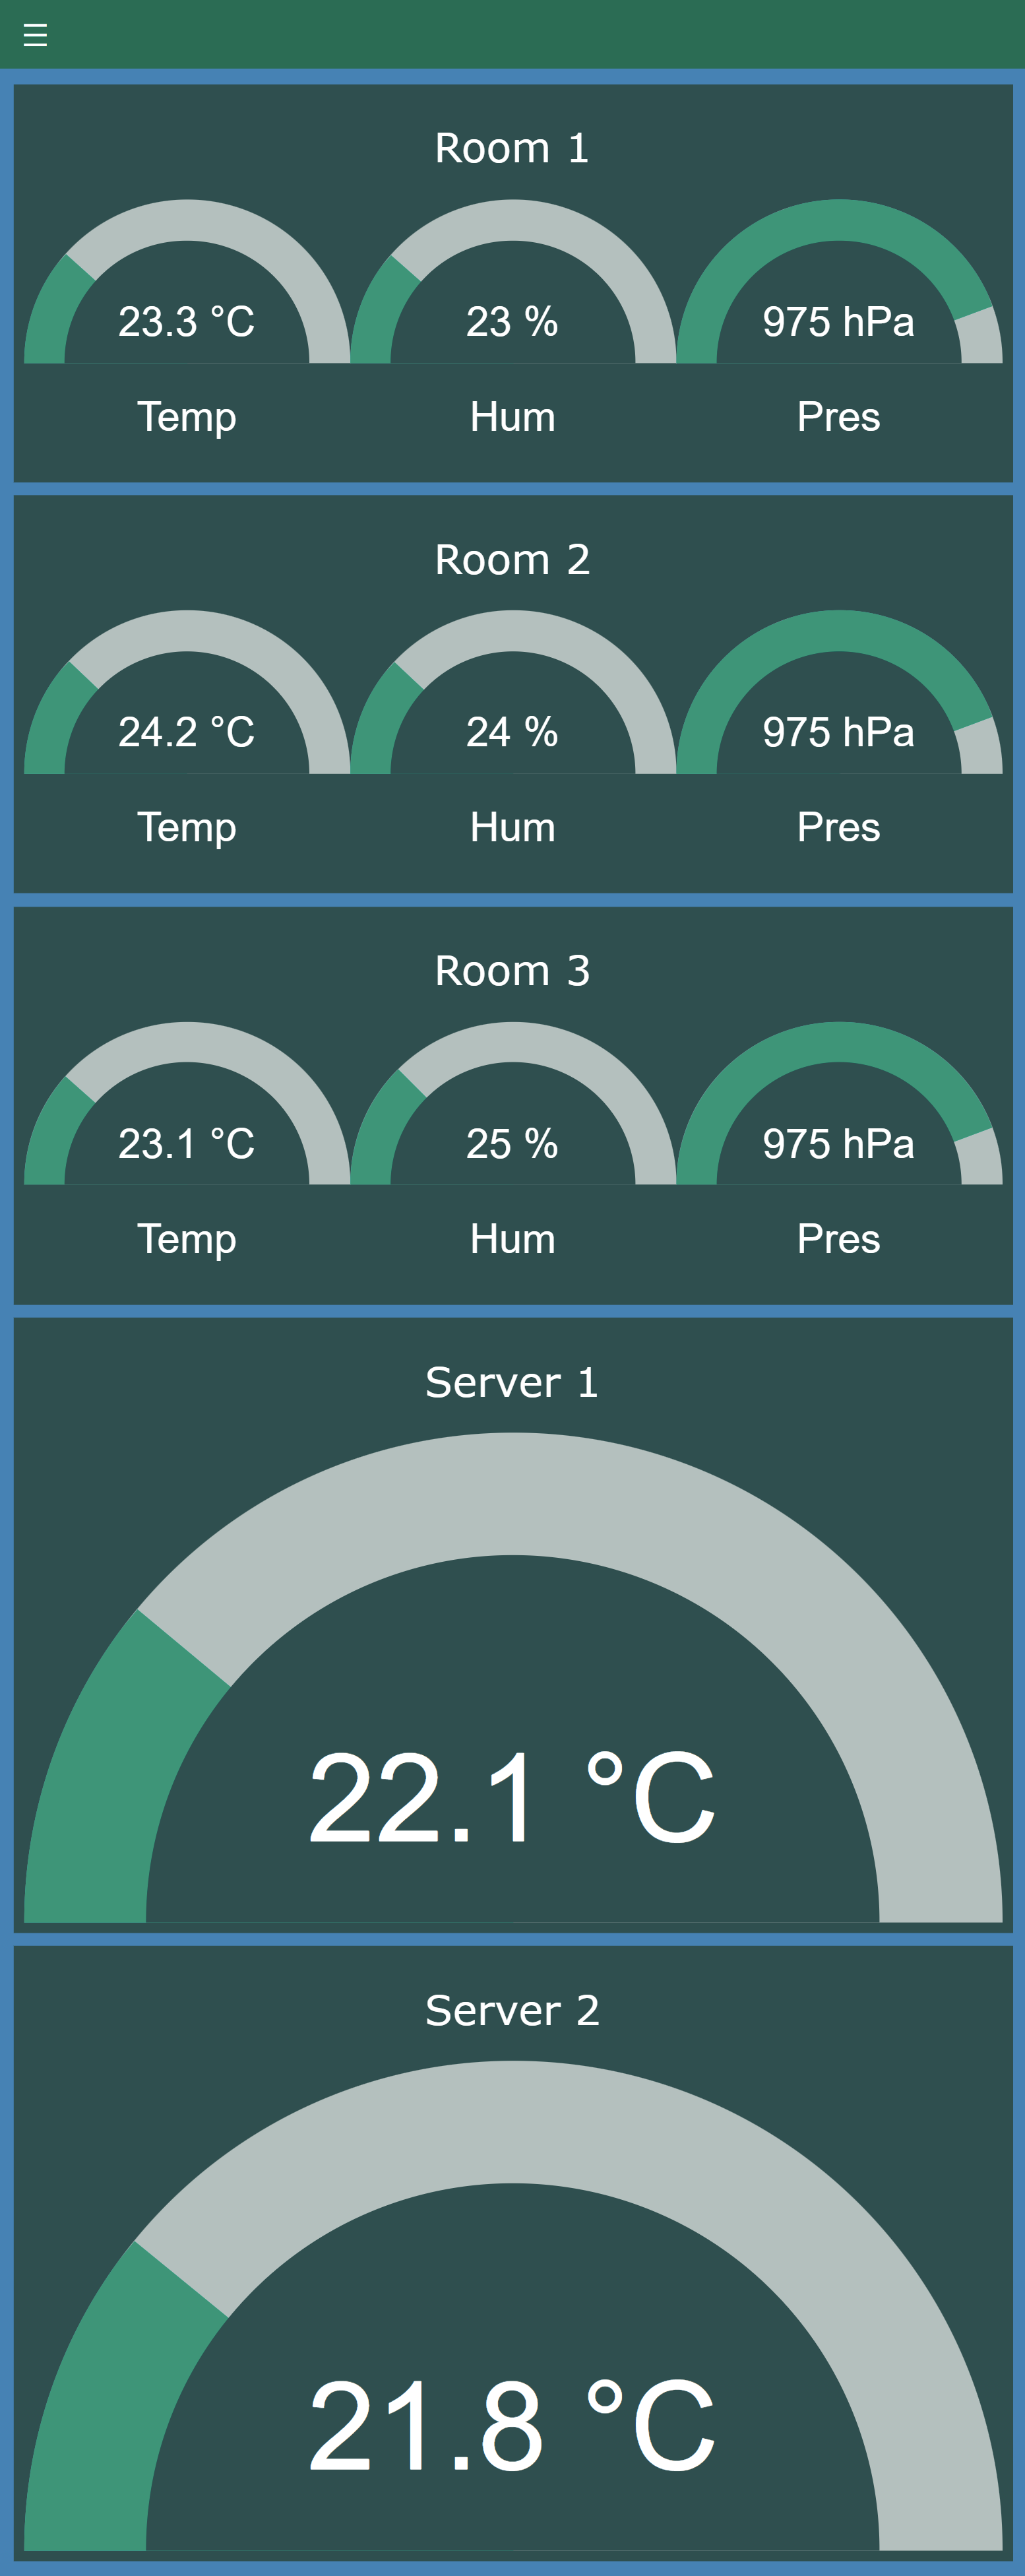 Room 1
23.3 °C 23 % 975 hPa
Temp Hum Pres
Room 2
24.2 °C 24 % 975 hPa
Temp Hum Pres
Room 3
23.1 °C 25 % 975 hPa
Temp Hum Pres
Server 1
22.1 °C
Server 2
21.8 °C